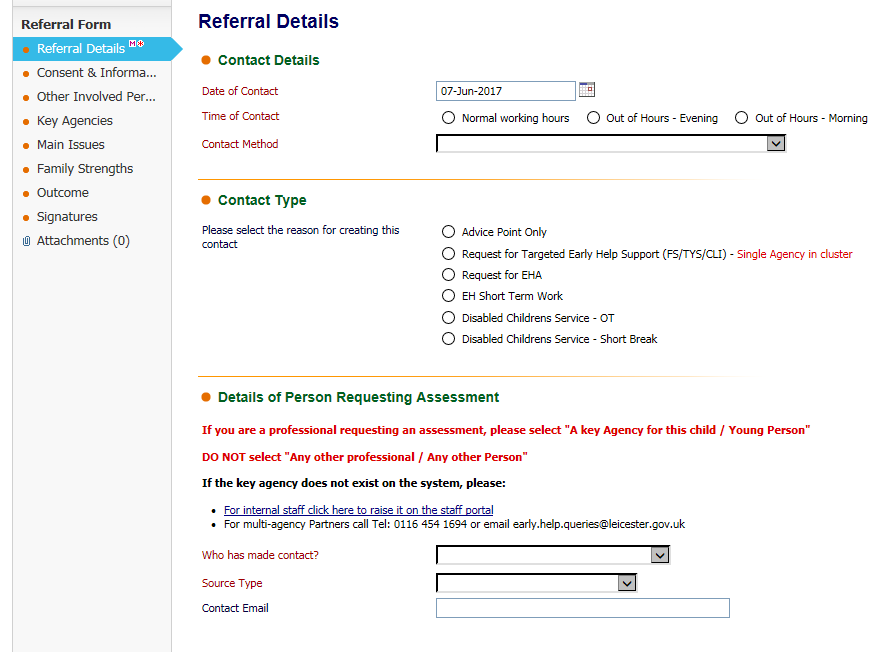 Referral Form
Referral Details M*
Consent & Informa...
Other Involved Per...
Key Agencies
Main Issues
Family Strengths
Outcome
Signatures
Attachments (0)
Referral Details
Contact Details
Date of Contact 07-Jun-2017
Time of Contact Normal working hours Out of Hours - Evening Out of Hours - Morning
Contact Method
Contact Type
Please select the reason for creating this
contact
Advice Point Only
Request for Targeted Early Help Support (FS/TYS/CLI) - Single Agency in cluster
Request for EHA
EH Short Term Work
Disabled Childrens Service - OT
Disabled Childrens Service - Short Break
Details of Person Requesting Assessment
If you are a professional requesting an assessment, please select "A key Agency for this child / Young Person"
DO NOT select "Any other professional / Any other Person"
If the key agency does not exist on the system, please:
• For internal staff click here to raise it on the staff portal
• For multi-agency Partners call Tel: 0116 454 1694 or email early.help.queries@leicester.gov.uk
Who has made contact?
Source Type
Contact Email